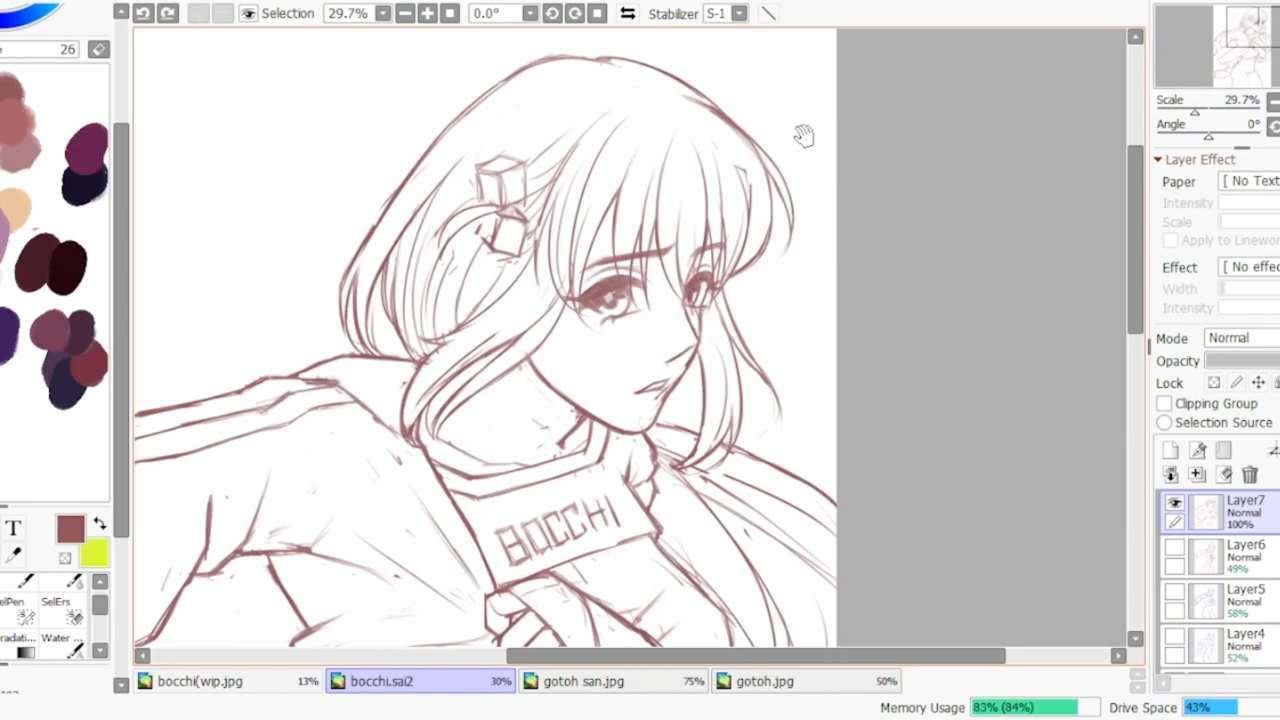 Selection 29.7% 0.0° Stabilizer S-1
26
Scale 29.7%
Angle 0°
Layer Effect
Paper [ No Text
Intensity
Scale
Apply to Linewo
Effect [ No effec
Width
Intensity
Mode Normal
Opacity
Lock
Clipping Group
Selection Source
Layer7
Normal
100%
Layer6
Normal
49%
Layer5
Normal
58%
Layer4
Normal
52%
BOCCHI
T
elPen SelErs
radati... Water ...
bocchi(wip.jpg 13% bocchi.sai2 30% gotoh san.jpg 75% gotoh.jpg 50%
Memory Usage 83% (84%) Drive Space 43%